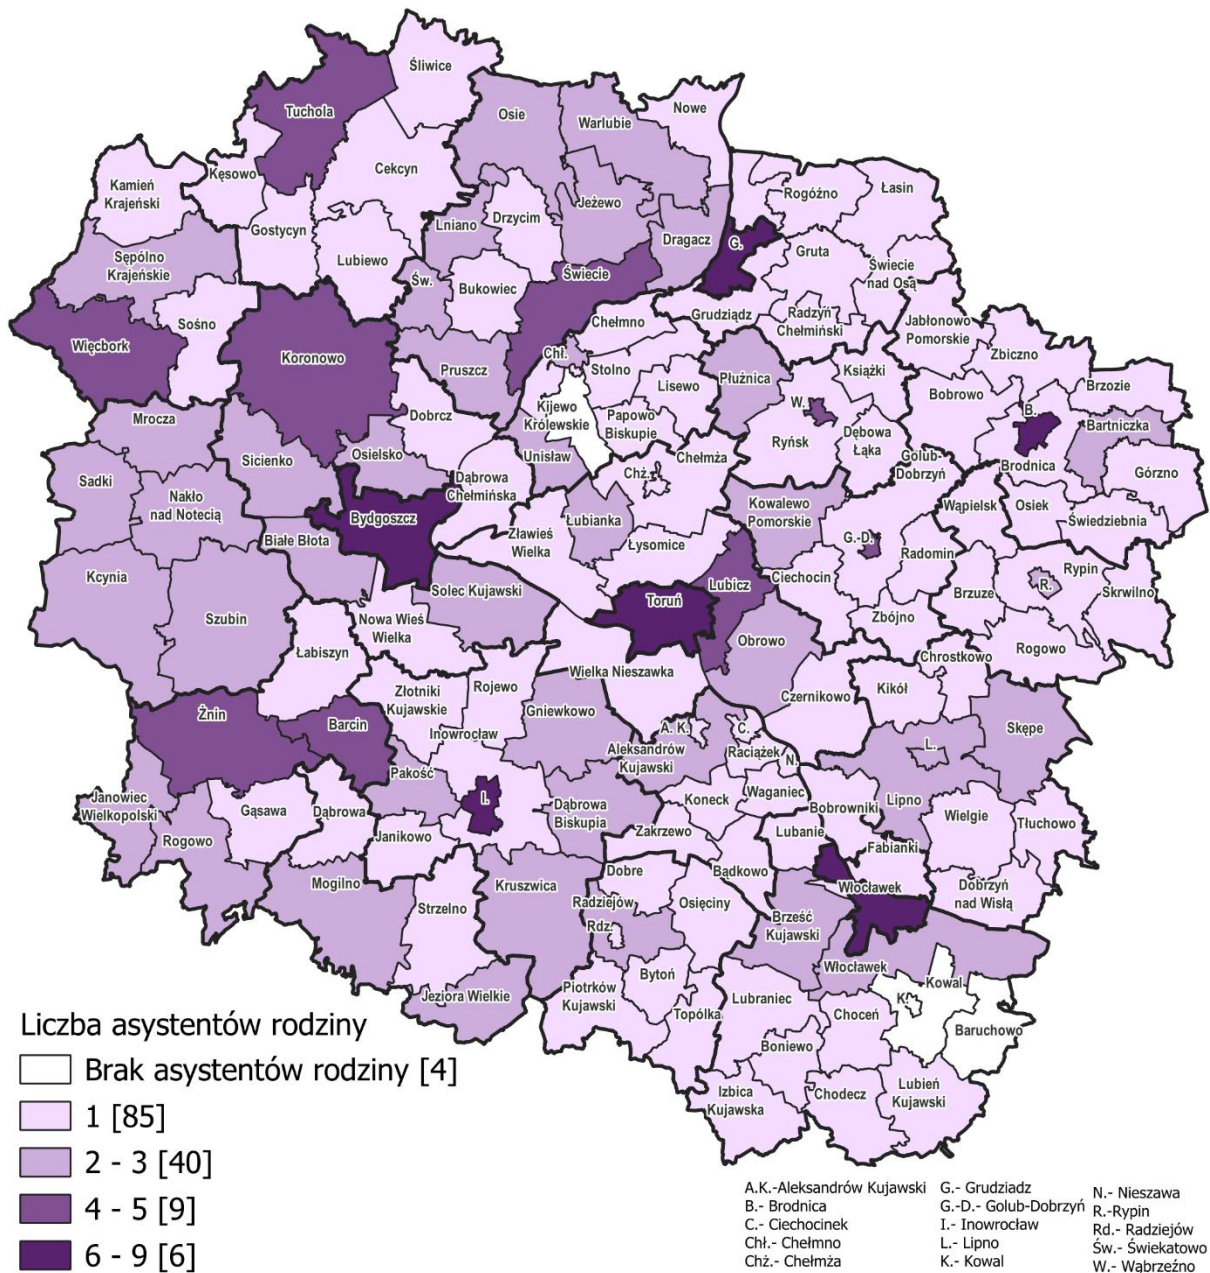 Śliwice
Tuchola
Osie
Nowe
Warlubie
Cekcyn
Kęsowo
Rogóźno
Łasin
Kamień
Krajeński
Drzycim
Jeżewo
Lniano
Gostycyn
Dragacz
G.
Gruta
Sępólno
Krajeńskie
Lubiewo
Świecie
Świecie
nad Osą
Św.
Bukowiec
Chełmno
Grudziądz
Radzyń
Chełmiński
Jabłonowo
Pomorskie
Sośno
Więcbork
Koronowo
Chł.
Stolno
Zbiczno
Pruszcz
Płużnica
Książki
Lisewo
Brzozie
Bobrowo
Kijewo
Królewskie
W.
B.
Dobrcz
Papowo
Biskupie
Mrocza
Bartniczka
Ryńsk
Dębowa
Łąka
Osielsko
Sicienko
Unisław
Chełmża
Golub-
Dobrzyń
Brodnica
Górzno
Chż.
Sadki
Nakło
nad Notecią
Dąbrowa
Chełmińska
Kowalewo
Pomorskie
Wąpielsk
Osiek
Bydgoszcz
Łubianka
Świedziebnia
Zławieś
Wielka
Białe Błota
Łysomice
G.-D.
Radomin
Kcynia
Rypin
Ciechocin
R.
Solec Kujawski
Lubicz
Brzuze
Skrwilno
Toruń
Szubin
Nowa Wieś
Wielka
Zbójno
Obrowo
Łabiszyn
Rogowo
Chrostkowo
Wielka Nieszawka
Kikół
Złotniki
Kujawskie
Rojewo
Czernikowo
Żnin
Gniewkowo
Barcin
Inowrocław
A. K.
C.
Skępe
Aleksandrów
Kujawski
Raciążek
L.
N.
Pakość
Waganiec
Janowiec
Wielkopolski
I.
Koneck
Lipno
Dąbrowa
Biskupia
Bobrowniki
Gąsawa
Dąbrowa
Wielgie
Tłuchowo
Rogowo
Janikowo
Zakrzewo
Lubanie
Fabianki
Bądkowo
Dobre
Mogilno
Kruszwica
Włocławek
Dobrzyń
nad Wisłą
Radziejów
Osięciny
Strzelno
Brześć
Kujawski
Rdz.
Włocławek
Bytoń
Kowal
Piotrków
Kujawski
Jeziora Wielkie
Lubraniec
K.
Topólka
Choceń
Baruchowo
Boniewo
Izbica
Kujawska
Chodecz
Lubień
Kujawski
Liczba asystentów rodziny
Brak asystentów rodziny [4]
1 [85]
2 - 3 [40]
4 - 5 [9]
6 - 9 [6]
A.K.-Aleksandrów Kujawski
B.- Brodnica
C.- Ciechocinek
Chł.- Chełmno
Chż.- Chełmża
G.- Grudziadz
G.-D.- Golub-Dobrzyń
I.- Inowrocław
L.- Lipno
K.- Kowal
N.- Nieszawa
R.-Rypin
Rd.- Radziejów
Św.- Świekatowo
W.- Wąbrzeźno